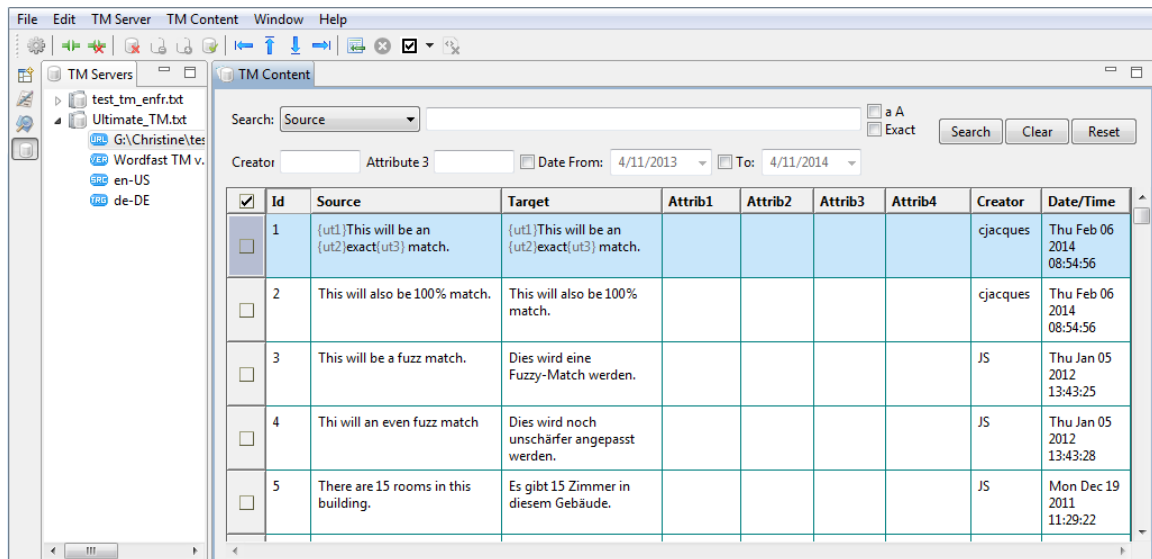 File Edit TM Server TM Content Window Help
TM Servers
test_tm_enfr.txt
Ultimate_TM.txt
URL G:\Christine\tes
VER Wordfast TM v.
SRC en-US
TRG de-DE
TM Content
Search: Source
a A
Exact
Search Clear Reset
Creator Attribute 3 Date From: 4/11/2013 To: 4/11/2014
Id Source Target Attrib1 Attrib2 Attrib3 Attrib4 Creator Date/Time
1 {ut1}This will be an {ut1}This will be an cjacques Thu Feb 06
{ut2}exact{ut3} match. {ut2}exact{ut3} match. 2014
08:54:56
2 This will also be 100% match. This will also be 100% cjacques Thu Feb 06
match. 2014
08:54:56
3 This will be a fuzz match. Dies wird eine JS Thu Jan 05
Fuzzy-Match werden. 2012
13:43:25
4 Thi will an even fuzz match Dies wird noch JS Thu Jan 05
unschärfer angepasst 2012
werden. 13:43:28
5 There are 15 rooms in this Es gibt 15 Zimmer in JS Mon Dec 19
building. diesem Gebäude. 2011
11:29:22